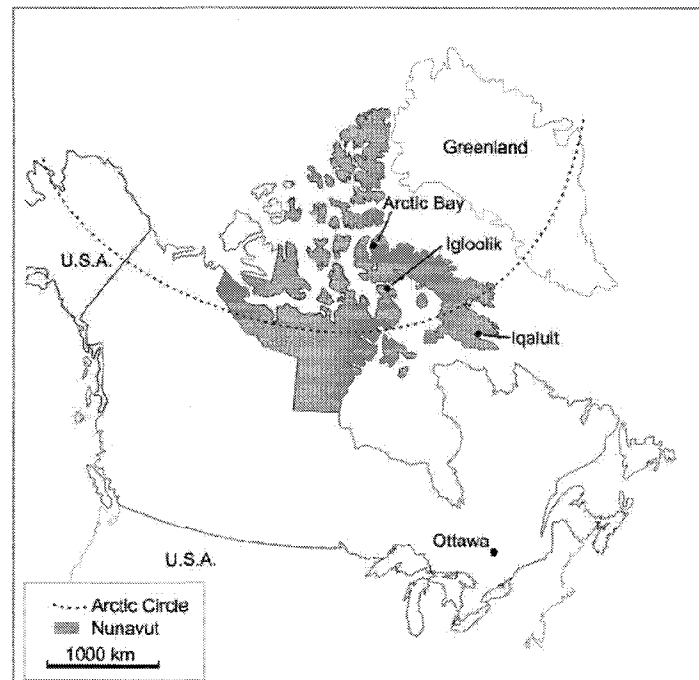 Greenland
Arctic Bay
Igloolik
U.S.A.
Iqaluit
Ottawa
U.S.A.
Arctic Circle
Nunavut
1000 km